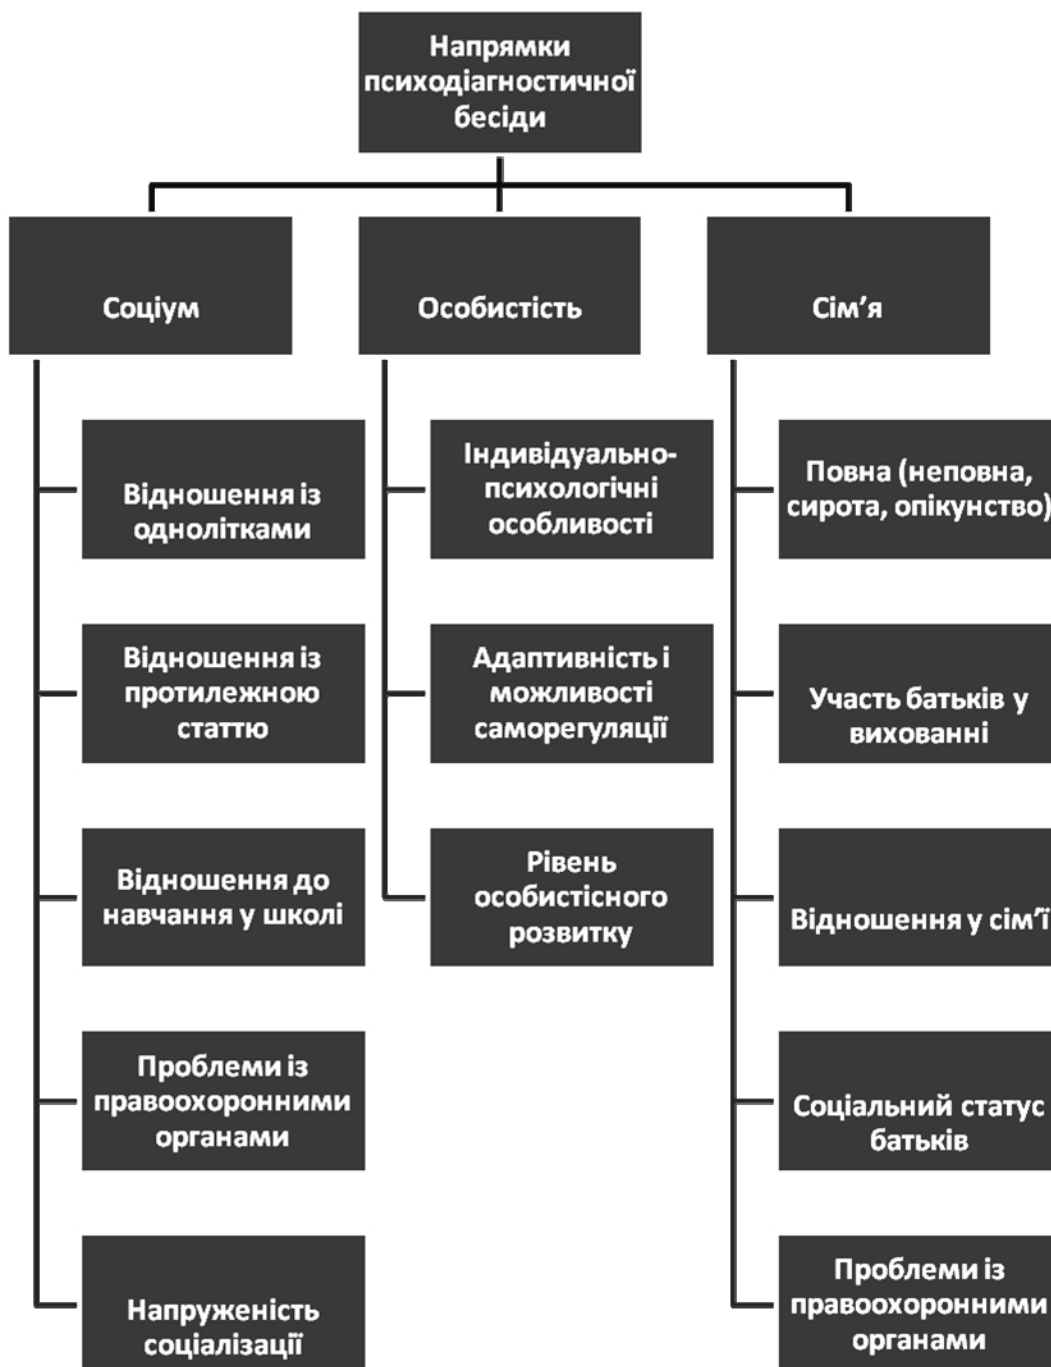 Напрямки
психодіагностичної
бесіди
Соціум
Відношення із
однолітками
Відношення із
протилежною
статтю
Відношення до
навчання у школі
Проблеми із
правоохоронними
органами
Напруженість
соціалізації
Особистість
Індивідуально-
психологічні
особливості
Адаптивність і
можливості
саморегуляції
Рівень
особистісного
розвитку
Сім’я
Повна (неповна,
сирота, опікунство)
Участь батьків у
вихованні
Відношення у сім’ї
Соціальний статус
батьків
Проблеми із
правоохоронними
органами